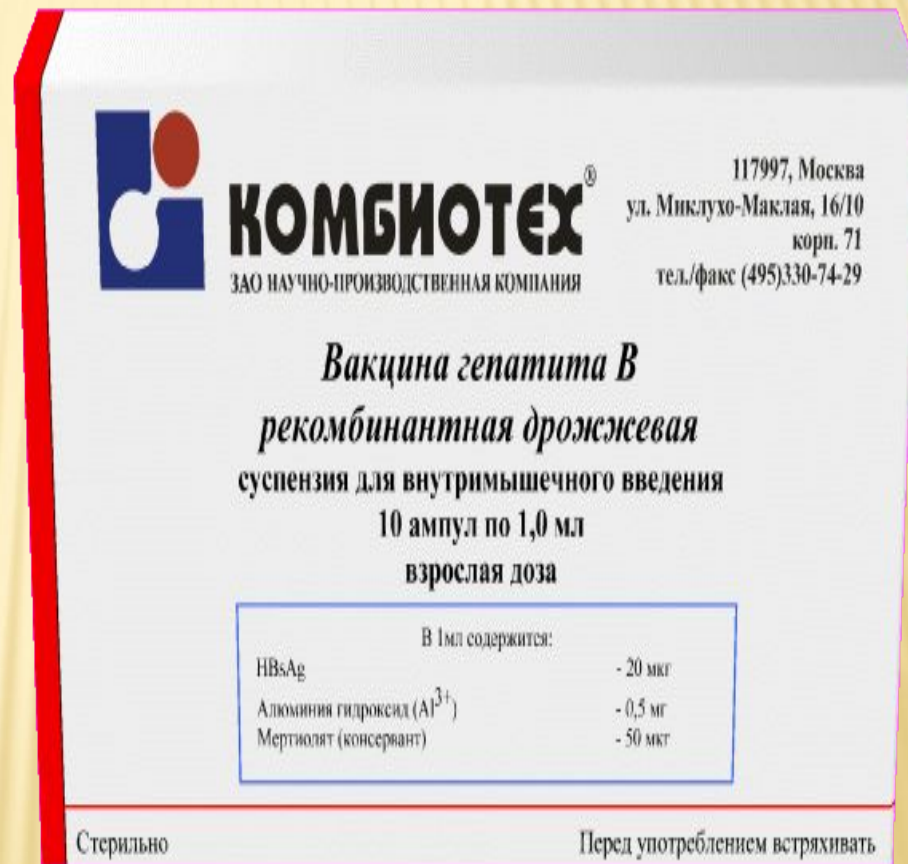 КОМБИОТЕХ®
ЗАО НАУЧНО-ПРОИЗВОДСТВЕННАЯ КОМПАНИЯ
117997, Москва
ул. Миклухо-Маклая, 16/10
корп. 71
тел./факс (495)330-74-29
Вакцина гепатита В
рекомбинантная дрожжевая
суспензия для внутримышечного введения
10 ампул по 1,0 мл
взрослая доза
В 1мл содержится:
HBsAg - 20 мкг
Алюминия гидроксид (Al³⁺) - 0,5 мг
Мертиолят (консервант) - 50 мкг
Стерильно Перед употреблением встряхивать